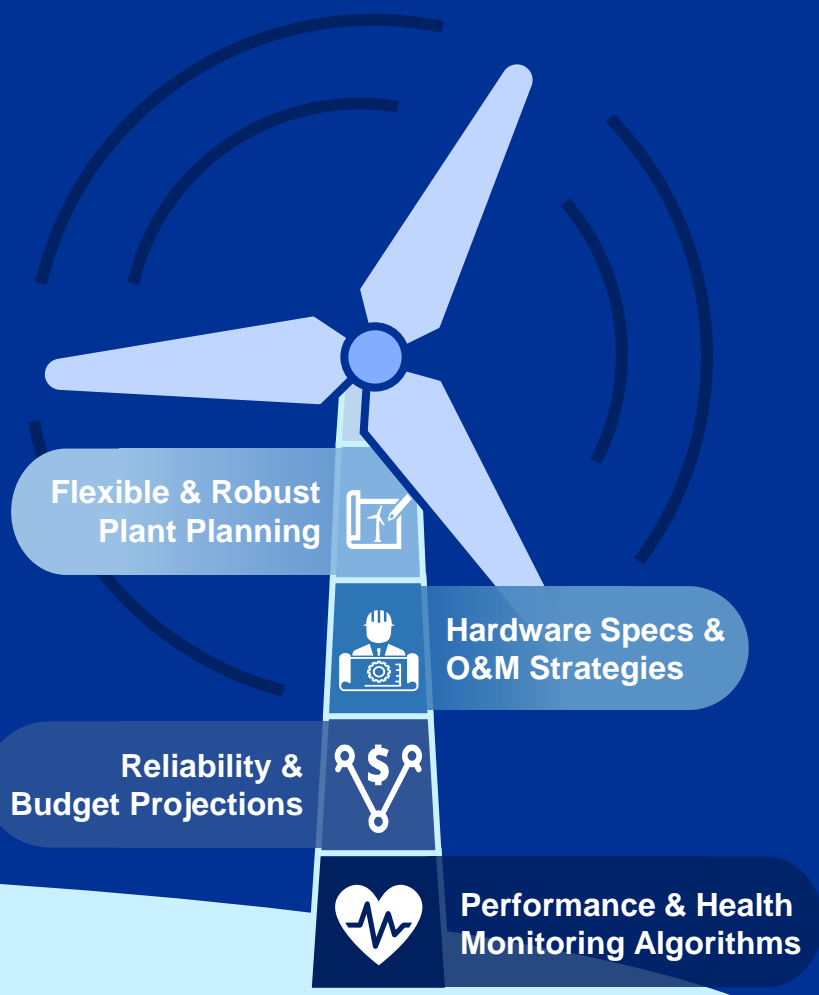 Flexible & Robust
Plant Planning
Hardware Specs &
O&M Strategies
$
Reliability &
Budget Projections
Performance & Health
Monitoring Algorithms